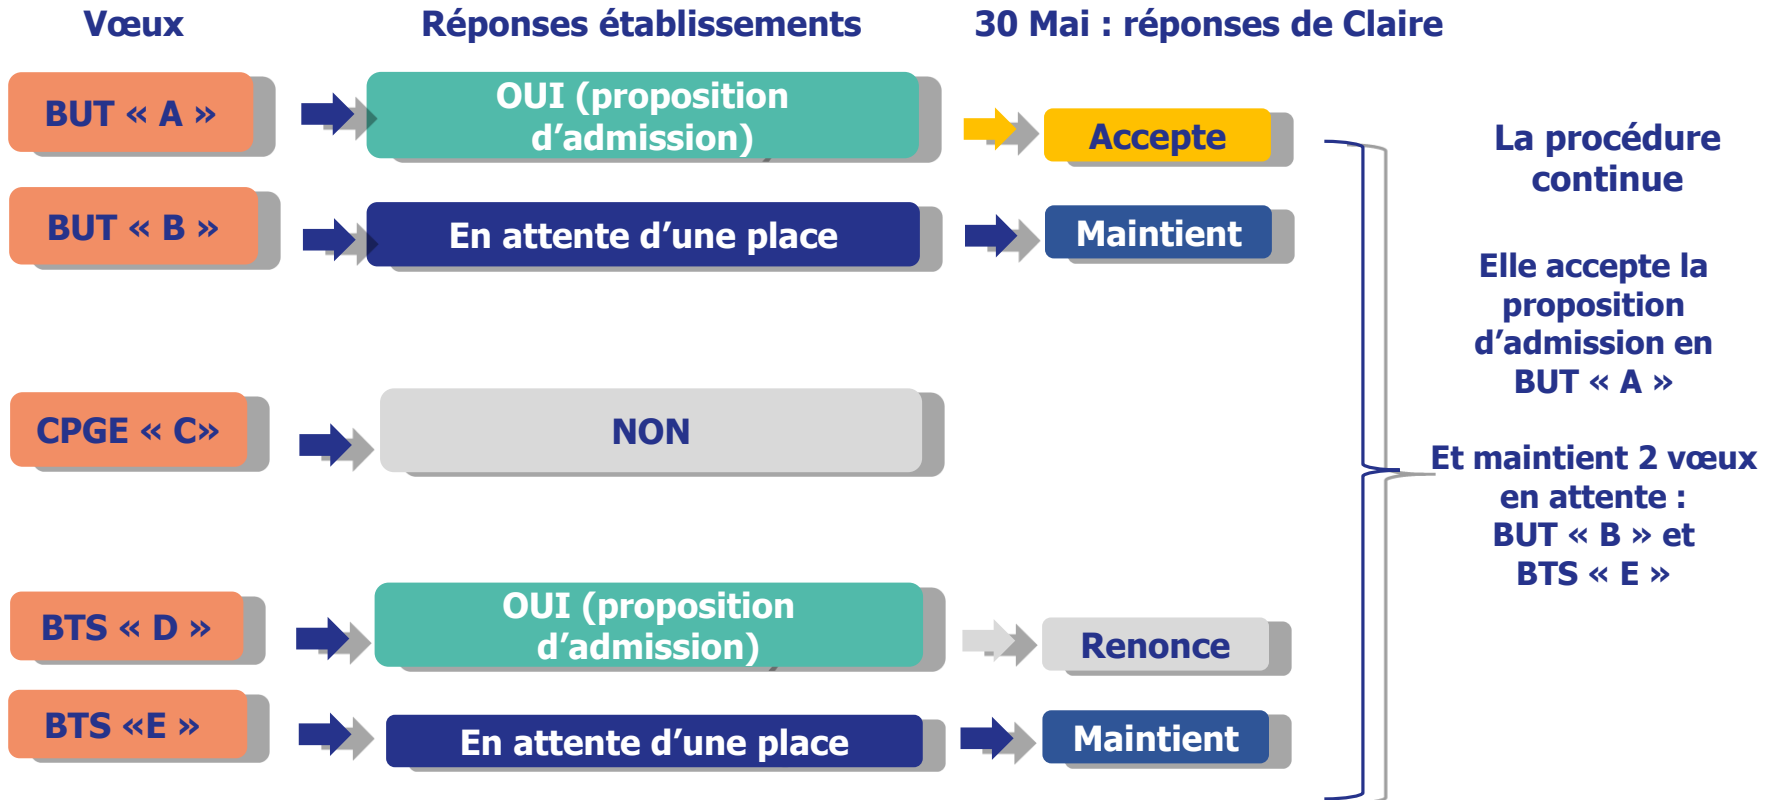 Vœux
Réponses établissements
30 Mai : réponses de Claire
BUT « A »
OUI (proposition
d’admission)
Accepte
BUT « B »
En attente d’une place
Maintient
CPGE « C»
NON
BTS « D »
OUI (proposition
d’admission)
Renonce
BTS «E »
En attente d’une place
Maintient
La procédure
continue
Elle accepte la
proposition
d’admission en
BUT « A »
Et maintient 2 vœux
en attente :
BUT « B » et
BTS « E »